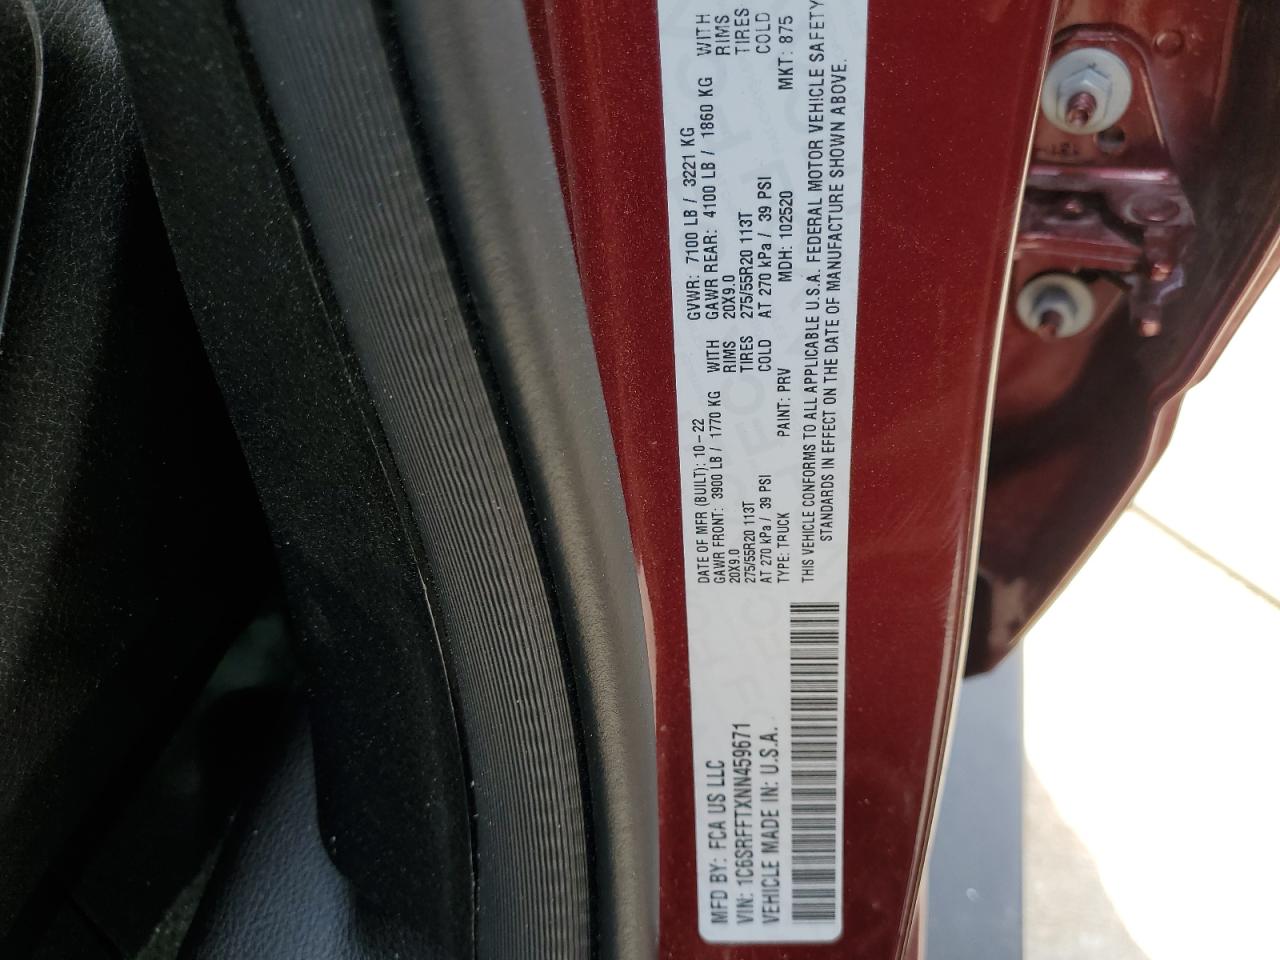 MFD BY: FCA US LLC
VIN: 1C6SRFFTXNN459671
VEHICLE MADE IN: U.S.A.
DATE OF MFR (BUILT): 10-22 GVWR: 7100 LB / 3221 KG
GAWR FRONT: 3900 LB / 1770 KG WITH GAWR REAR: 4100 LB / 1860 KG WITH
20X9.0 RIMS 20X9.0 RIMS
275/55R20 113T TIRES 275/55R20 113T TIRES
AT 270 kPa / 39 PSI COLD AT 270 kPa / 39 PSI COLD
TYPE: TRUCK PAINT: PRV MDH: 102520 MKT: 875
THIS VEHICLE CONFORMS TO ALL APPLICABLE U.S.A. FEDERAL MOTOR VEHICLE SAFETY
STANDARDS IN EFFECT ON THE DATE OF MANUFACTURE SHOWN ABOVE.